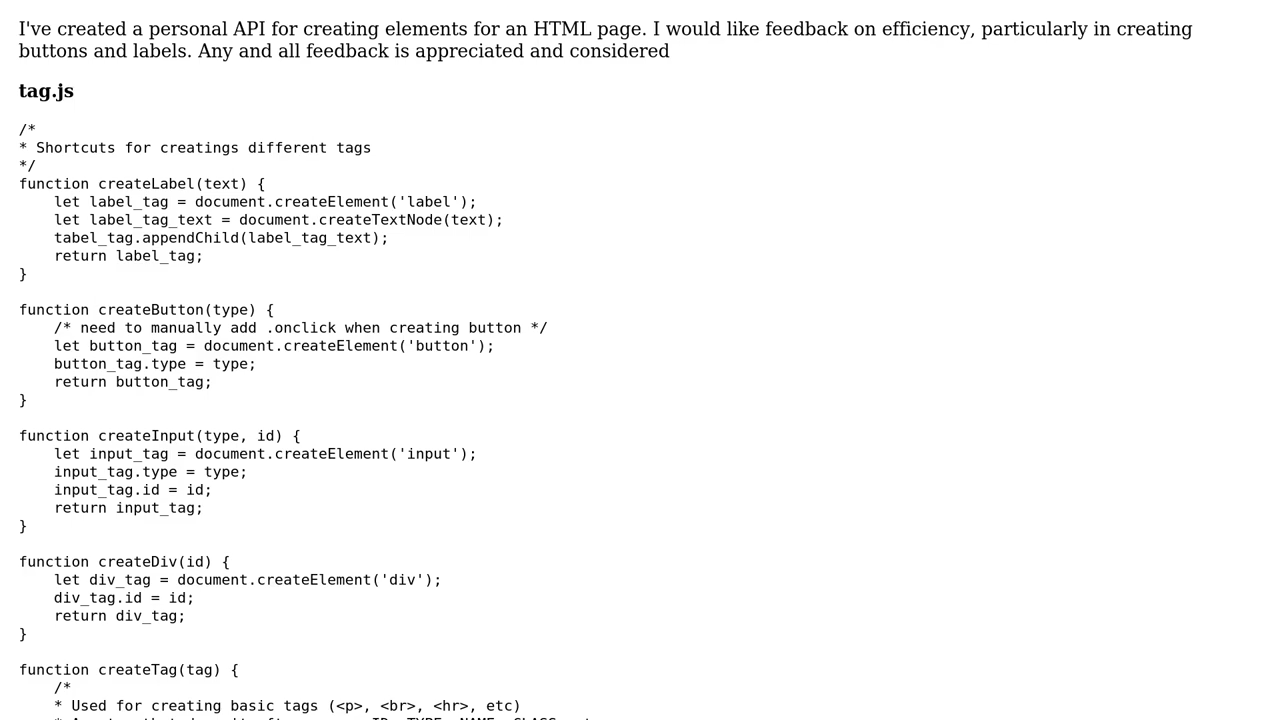 I've created a personal API for creating elements for an HTML page. I would like feedback on efficiency, particularly in creating
buttons and labels. Any and all feedback is appreciated and considered
tag.js
/*
* Shortcuts for creatings different tags
*/
function createLabel(text) {
    let label_tag = document.createElement('label');
    let label_tag_text = document.createTextNode(text);
    tabel_tag.appendChild(label_tag_text);
    return label_tag;
}

function createButton(type) {
    /* need to manually add .onclick when creating button */
    let button_tag = document.createElement('button');
    button_tag.type = type;
    return button_tag;
}

function createInput(type, id) {
    let input_tag = document.createElement('input');
    input_tag.type = type;
    input_tag.id = id;
    return input_tag;
}

function createDiv(id) {
    let div_tag = document.createElement('div');
    div_tag.id = id;
    return div_tag;
}

function createTag(tag) {
    /*
    * Used for creating basic tags (<p>, <br>, <hr>, etc)